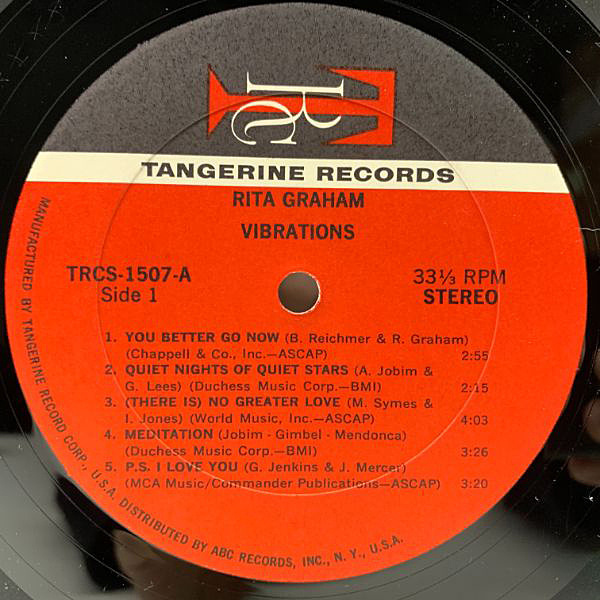 TRC
TANGERINE RECORDS
RITA GRAHAM
VIBRATIONS
TRCS-1507-A
Side 1
33⅓ RPM
STEREO
1. YOU BETTER GO NOW (B. Reichmer & R. Graham)
(Chappell & Co., Inc.—ASCAP) 2:55
2. QUIET NIGHTS OF QUIET STARS (A. Jobim &
G. Lees) (Duchess Music Corp.—BMI) 2:15
3. (THERE IS) NO GREATER LOVE (M. Symes &
I. Jones) (World Music, Inc.—ASCAP) 4:03
4. MEDITATION (Jobim - Gimbel - Mendonca)
(Duchess Music Corp.—BMI) 3:26
5. P.S. I LOVE YOU (G. Jenkins & J. Mercer)
(MCA Music/Commander Publications—ASCAP) 3:20
MANUFACTURED BY TANGERINE RECORD CORP., U.S.A. DISTRIBUTED BY ABC RECORDS, INC., N. Y., U.S.A.